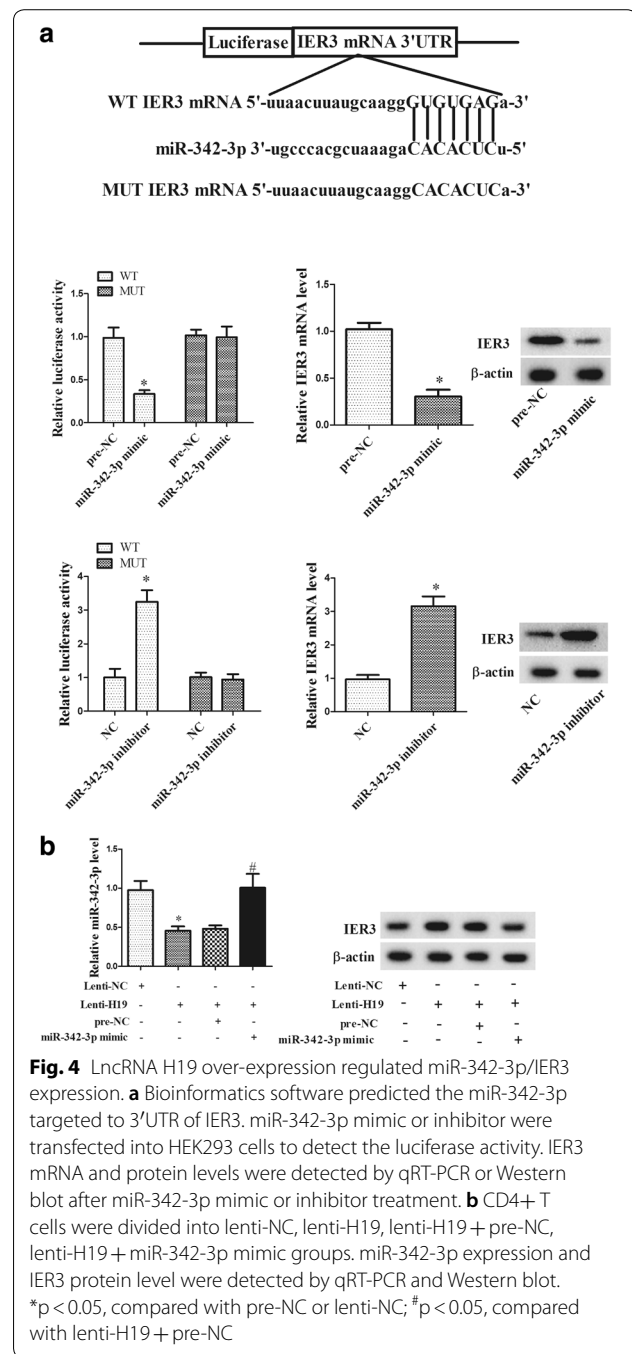 a
Luciferase IER3 mRNA 3'UTR
WT IER3 mRNA 5'-uuaacuuaugcaaggGUGUGAGa-3'
miR-342-3p 3'-ugcccacgcuaaagaCACACUCu-5'
MUT IER3 mRNA 5'-uuaacuuaugcaaggCACACUCa-3'
WT
MUT
Relative luciferase activity
1.5
1.0
0.5
0.0
*
pre-NC
miR-342-3p mimic
pre-NC
miR-342-3p mimic
Relative IER3 mRNA level
1.5
1.0
0.5
0.0
*
pre-NC
miR-342-3p mimic
IER3
β-actin
pre-NC
miR-342-3p mimic
WT
MUT
Relative luciferase activity
4
2
0
*
NC
miR-342-3p inhibitor
NC
miR-342-3p inhibitor
Relative IER3 mRNA level
4
3
2
1
0
*
NC
miR-342-3p inhibitor
IER3
β-actin
NC
miR-342-3p inhibitor
b
Relative miR-342-3p level
1.5
1.0
0.5
0.0
*
#
Lenti-NC + - - -
Lenti-H19 - + + +
pre-NC - - + -
miR-342-3p mimic - - - +
IER3
β-actin
Lenti-NC + - - -
Lenti-H19 - + + +
pre-NC - - + -
miR-342-3p mimic - - - +
Fig. 4 LncRNA H19 over-expression regulated miR-342-3p/IER3
expression. a Bioinformatics software predicted the miR-342-3p
targeted to 3′UTR of IER3. miR-342-3p mimic or inhibitor were
transfected into HEK293 cells to detect the luciferase activity. IER3
mRNA and protein levels were detected by qRT-PCR or Western
blot after miR-342-3p mimic or inhibitor treatment. b CD4+ T
cells were divided into lenti-NC, lenti-H19, lenti-H19 + pre-NC,
lenti-H19 + miR-342-3p mimic groups. miR-342-3p expression and
IER3 protein level were detected by qRT-PCR and Western blot.
*p < 0.05, compared with pre-NC or lenti-NC; #p < 0.05, compared
with lenti-H19 + pre-NC